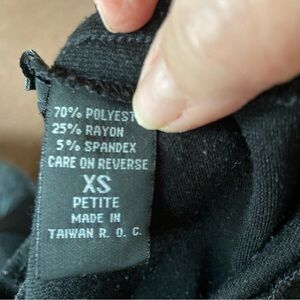 70% POLYEST
25% RAYON
5% SPANDEX
CARE ON REVERSE
XS
PETITE
MADE IN
TAIWAN R. O. C.